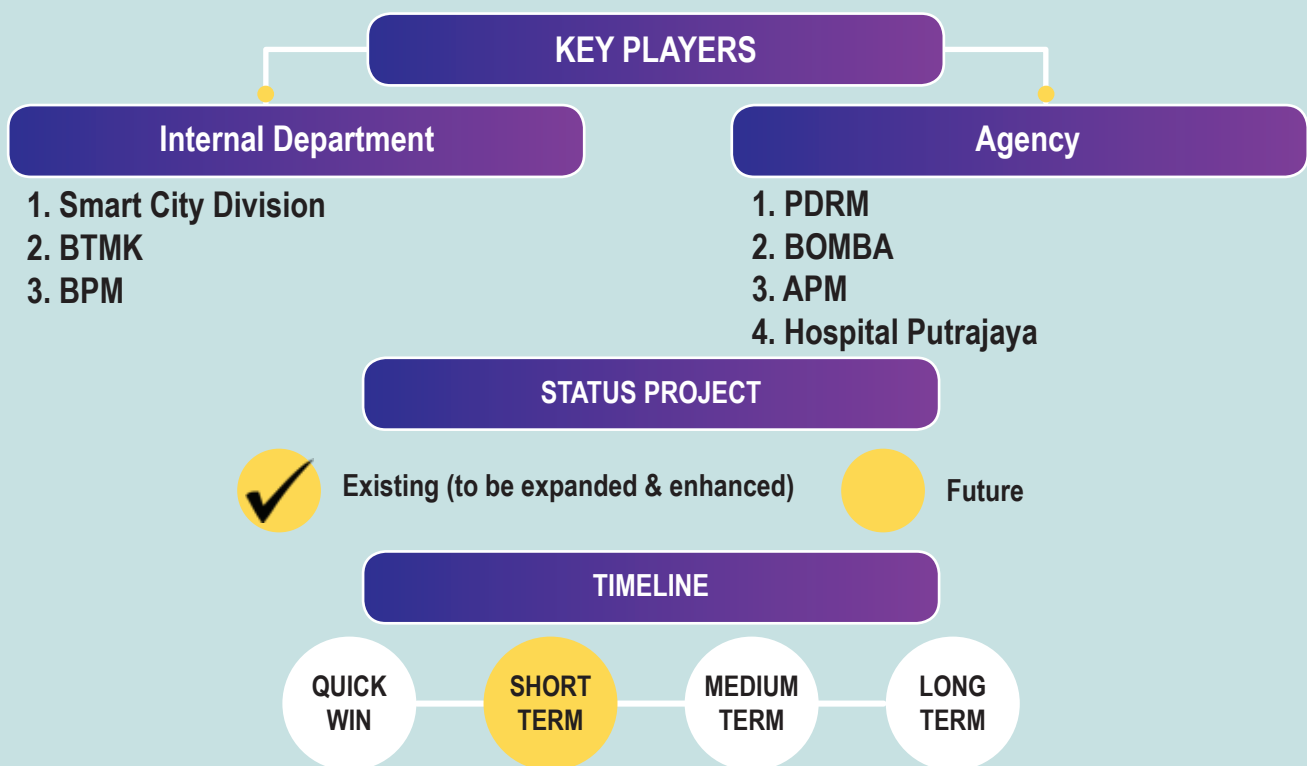 KEY PLAYERS
Internal Department
1. Smart City Division
2. BTMK
3. BPM
Agency
1. PDRM
2. BOMBA
3. APM
4. Hospital Putrajaya
STATUS PROJECT
Existing (to be expanded & enhanced)
Future
TIMELINE
QUICK
WIN
SHORT
TERM
MEDIUM
TERM
LONG
TERM